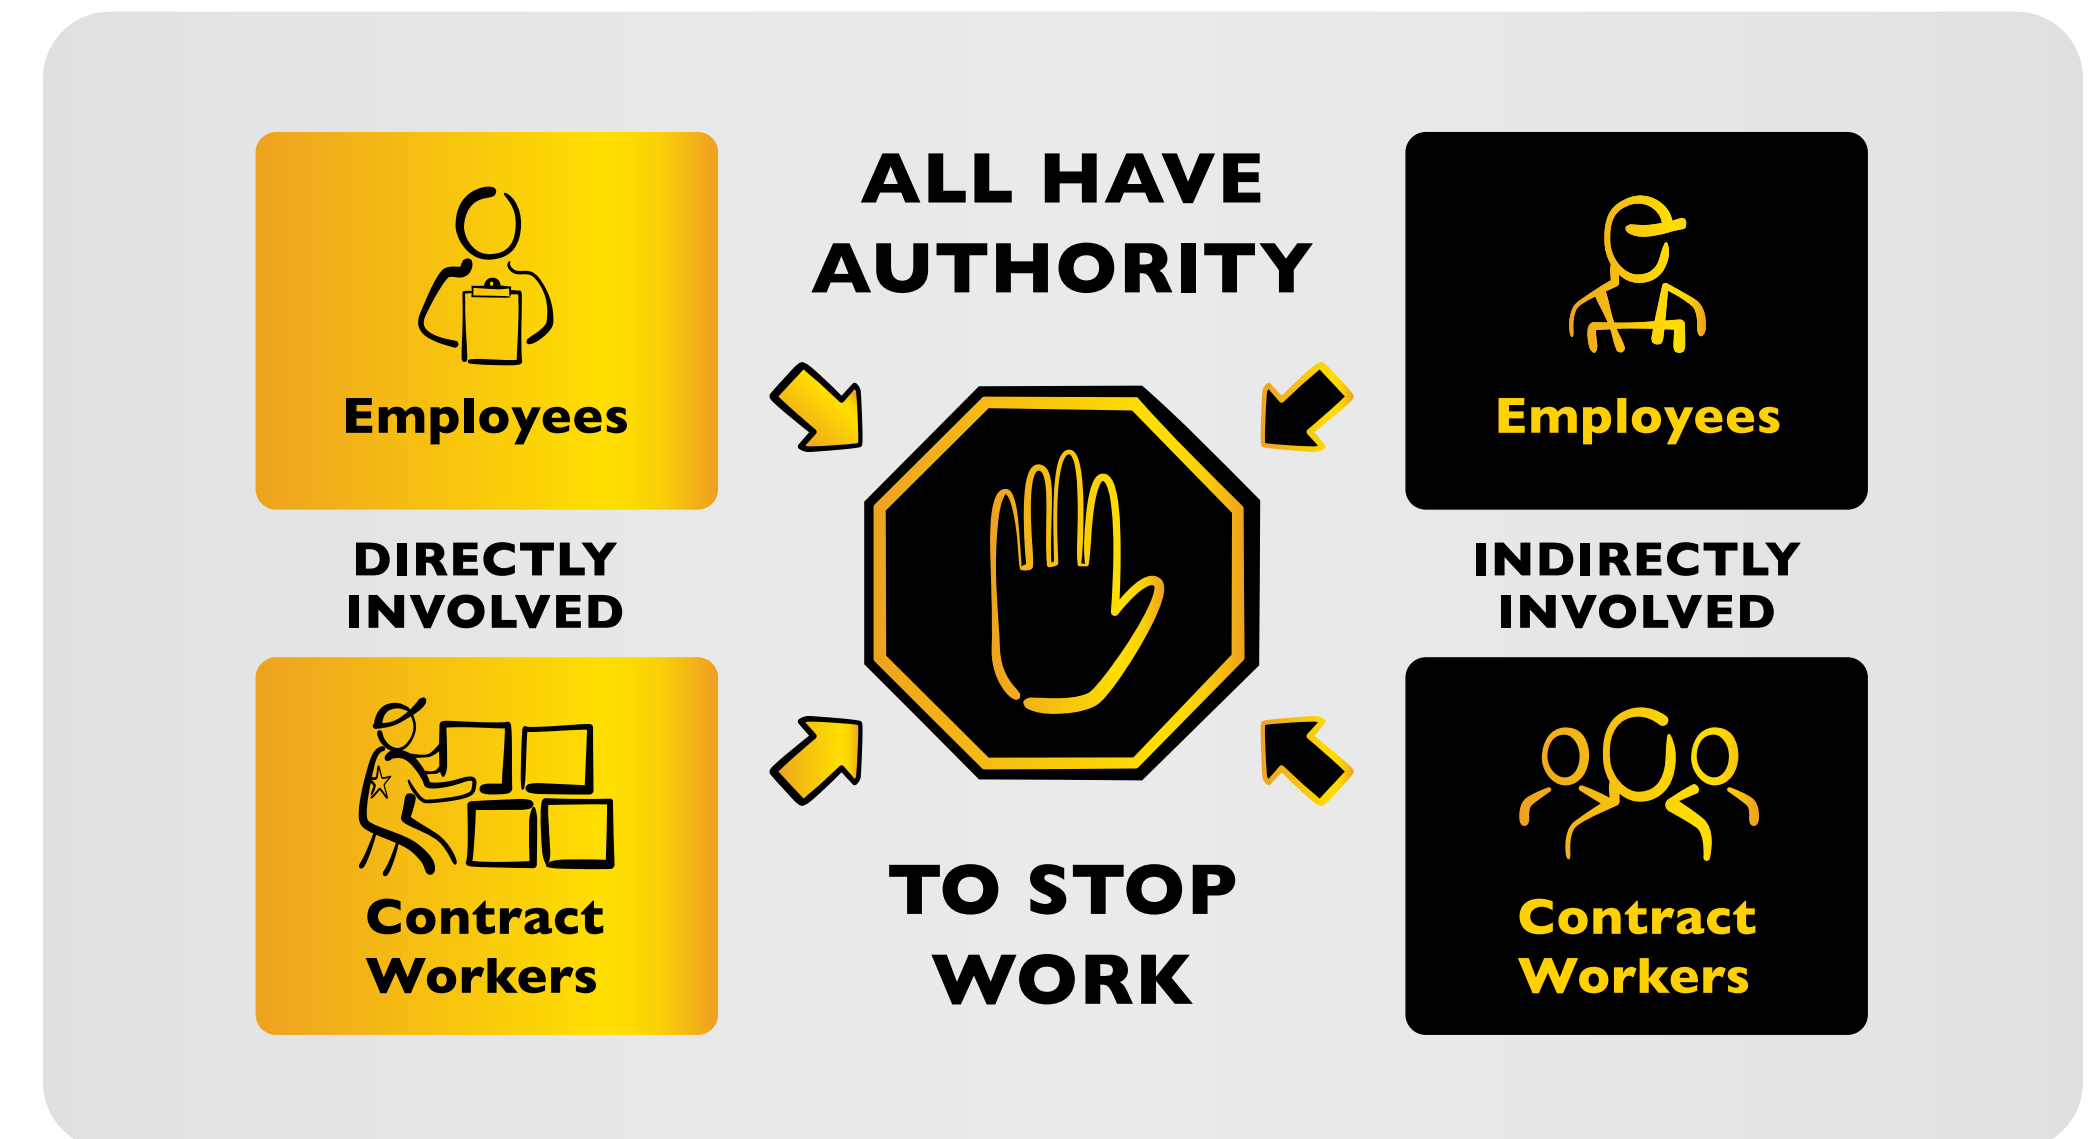 Employees
DIRECTLY
INVOLVED
Contract
Workers
ALL HAVE
AUTHORITY
TO STOP
WORK
Employees
INDIRECTLY
INVOLVED
Contract
Workers